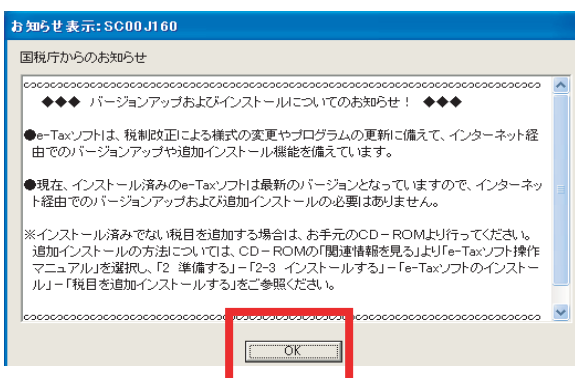 お知らせ表示:SC00J160
国税庁からのお知らせ
∞∞∞∞∞∞∞∞∞∞∞∞∞∞∞∞∞∞∞∞∞∞∞∞∞∞∞∞∞∞∞∞∞∞∞∞
◆◆◆ バージョンアップおよびインストールについてのお知らせ! ◆◆◆
●e-Taxソフトは、税制改正による様式の変更やプログラムの更新に備えて、インターネット経
由でのバージョンアップや追加インストール機能を備えています。
●現在、インストール済みのe-Taxソフトは最新のバージョンとなっていますので、インターネッ
ト経由でのバージョンアップおよび追加インストールの必要はありません。
※インストール済みでない税目を追加する場合は、お手元のCD-ROMより行ってください。
追加インストールの方法については、CD-ROMの「関連情報を見る」より「e-Taxソフト操作
マニュアル」を選択し、「2 準備する」-「2-3 インストールする」-「e-Taxソフトのインストー
ル」-「税目を追加インストールする」をご参照ください。
∞∞∞∞∞∞∞∞∞∞∞∞∞∞∞∞∞∞∞∞∞∞∞∞∞∞∞∞∞∞∞∞∞∞∞∞
OK